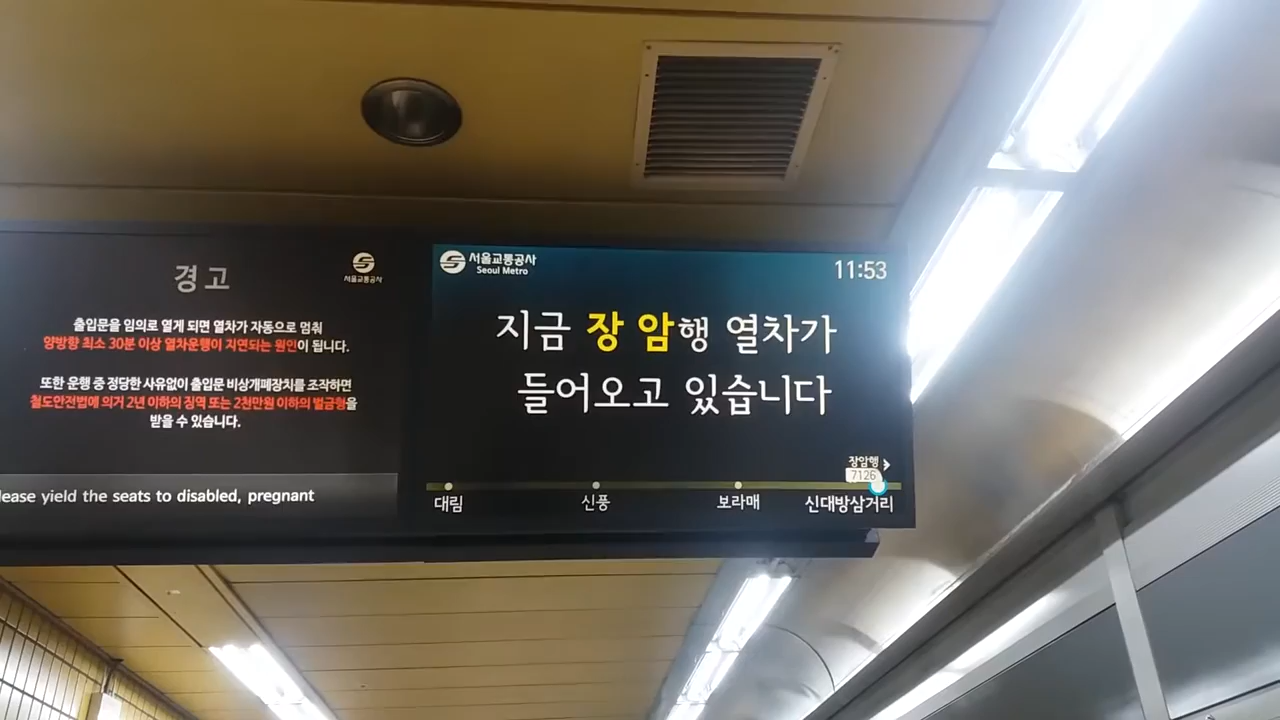 경고
서울교통공사
출입문을 임의로 열게 되면 열차가 자동으로 멈춰
양방향 최소 30분 이상 열차운행이 지연되는 원인이 됩니다.
또한 운행 중 정당한 사유없이 출입문 비상개폐장치를 조작하면
철도안전법에 의거 2년 이하의 징역 또는 2천만원 이하의 벌금형을
받을 수 있습니다.
lease yield the seats to disabled, pregnant
서울교통공사
Seoul Metro
11:53
지금 장 암행 열차가
들어오고 있습니다
장암행
7126
대림 신풍 보라매 신대방삼거리